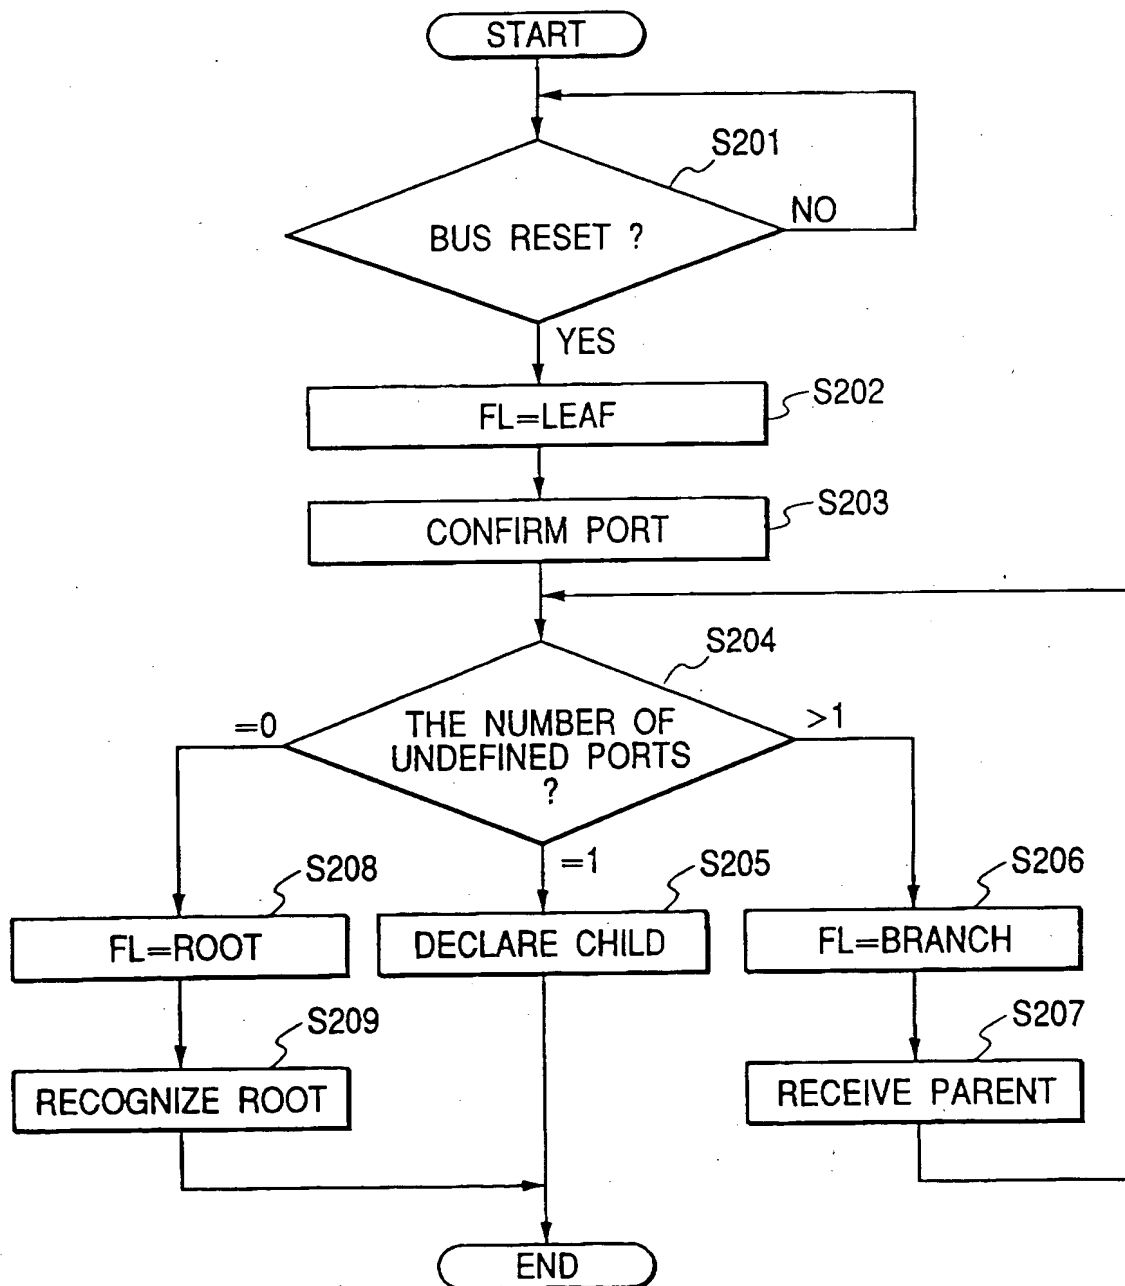 START
S201
BUS RESET ?
NO
YES
S202
FL=LEAF
S203
CONFIRM PORT
S204
=0
THE NUMBER OF
UNDEFINED PORTS
?
>1
=1
S208
S205
S206
FL=ROOT
DECLARE CHILD
FL=BRANCH
S209
S207
RECOGNIZE ROOT
RECEIVE PARENT
END